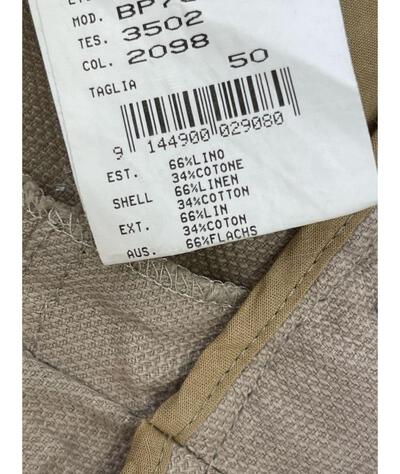 MOD. BP7
TES. 3502
COL. 2098
TAGLIA 50
9 144900 029080
EST. 66%LINO
34%COTONE
SHELL 66%LINEN
34%COTTON
EXT. 66%LIN
34%COTON
AUS. 66%FLACHS